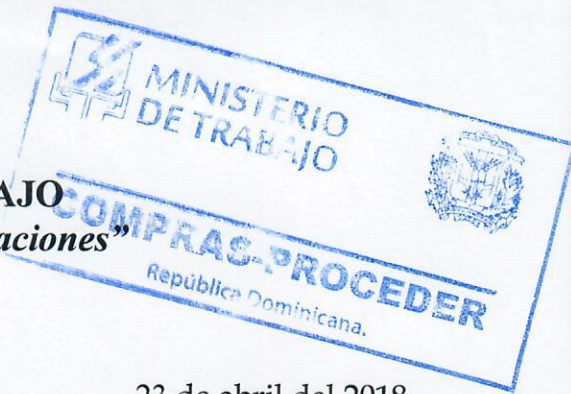 MINISTERIO
DE TRABAJO
AJO
aciones”
COMPRAS-PROCEDER
República Dominicana.
23 de abril del 2018